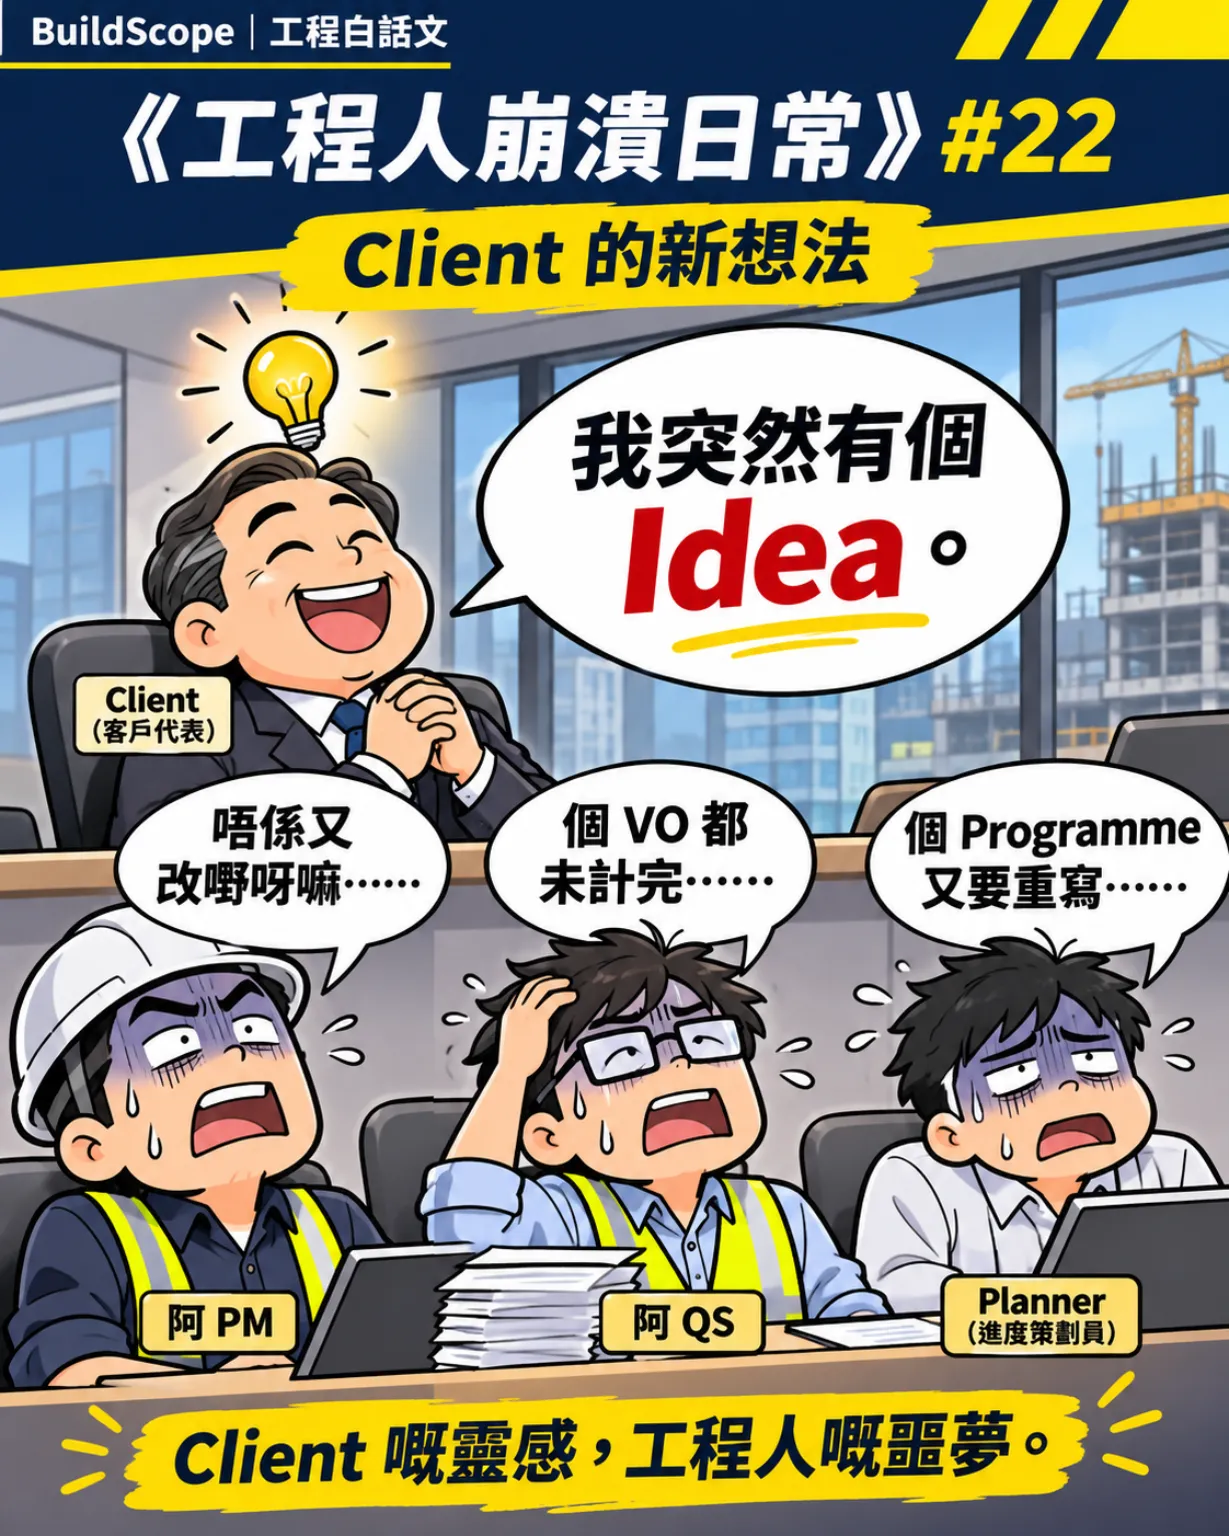 BuildScope｜工程白話文
《工程人崩潰日常》#22
Client 的新想法
我突然有個
Idea。
Client
（客戶代表）
唔係又
改嘢呀嘛……
個 VO 都
未計完……
個 Programme
又要重寫……
阿 PM
阿 QS
Planner
（進度策劃員）
Client 嘅靈感，工程人嘅噩夢。